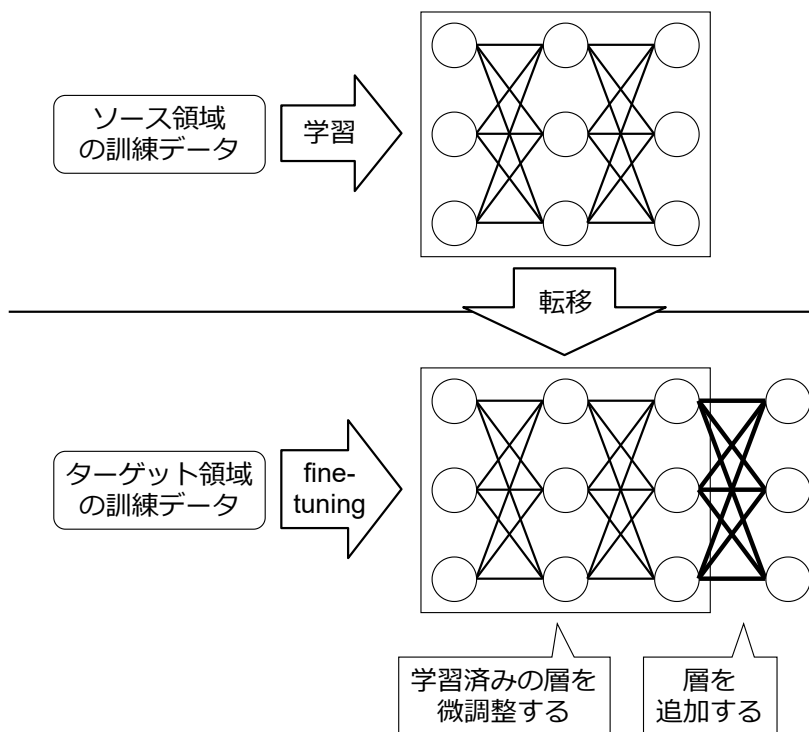 ソース領域
の訓練データ
学習
転移
ターゲット領域
の訓練データ
fine-
tuning
学習済みの層を
微調整する
層を
追加する